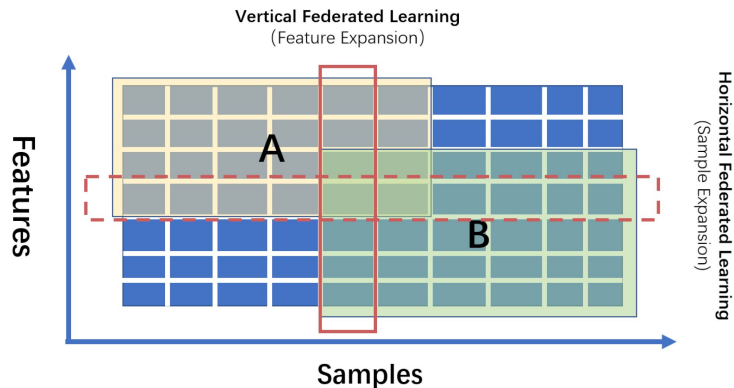 Vertical Federated Learning
(Feature Expansion)
Features
A
B
Horizontal Federated Learning
(Sample Expansion)
Samples